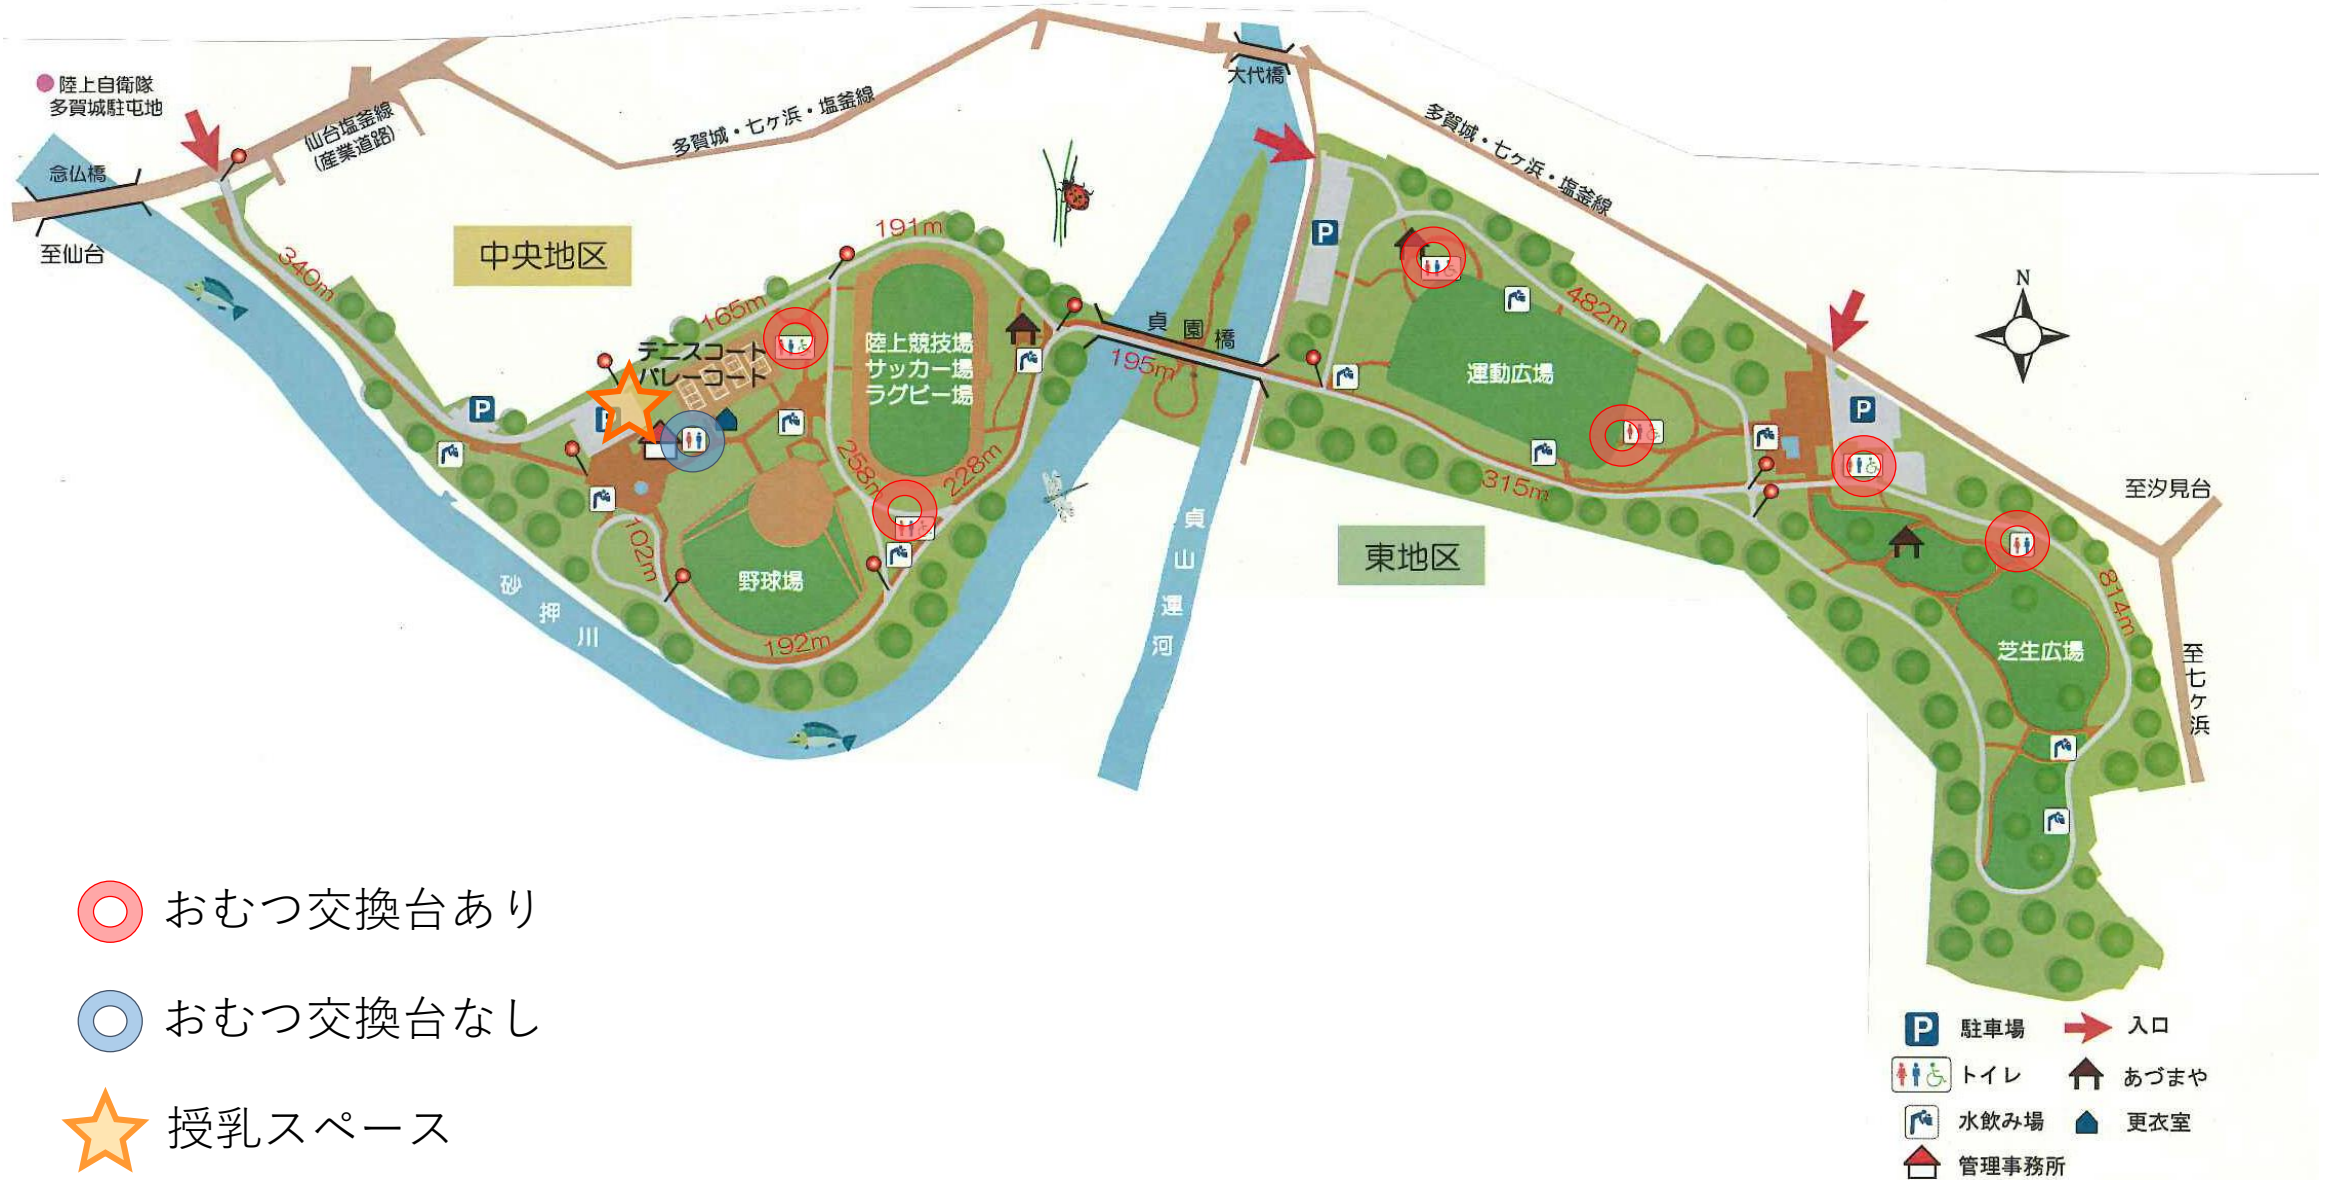 陸上自衛隊
多賀城駐屯地
念仏橋
至仙台
仙台塩釜線
(産業道路)
多賀城・七ヶ浜・塩釜線
大代橋
多賀城・七ヶ浜・塩釜線
中央地区
340m
165m
191m
テニスコート
バレーコート
陸上競技場
サッカー場
ラグビー場
258m
228m
102m
192m
野球場
砂押川
貞園橋
195m
貞山運河
P
P
P
P
482m
運動広場
315m
東地区
N
至汐見台
814m
芝生広場
至七ヶ浜
おむつ交換台あり
おむつ交換台なし
授乳スペース
P 駐車場
入口
トイレ
あづまや
水飲み場
更衣室
管理事務所